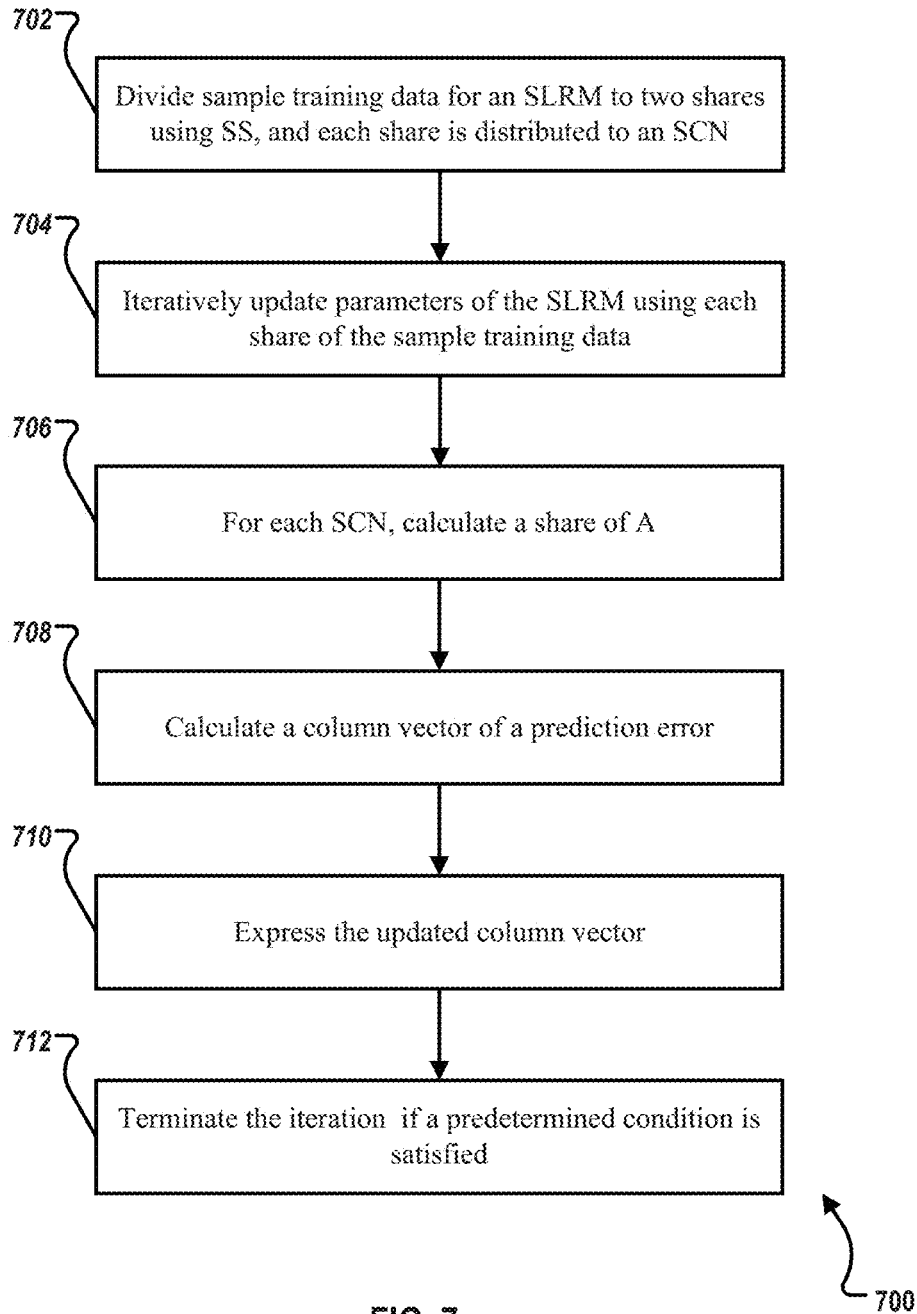 702
Divide sample training data for an SLRM to two shares
using SS, and each share is distributed to an SCN
704
Iteratively update parameters of the SLRM using each
share of the sample training data
706
For each SCN, calculate a share of A
708
Calculate a column vector of a prediction error
710
Express the updated column vector
712
Terminate the iteration if a predetermined condition is
satisfied
700
FIG. 7